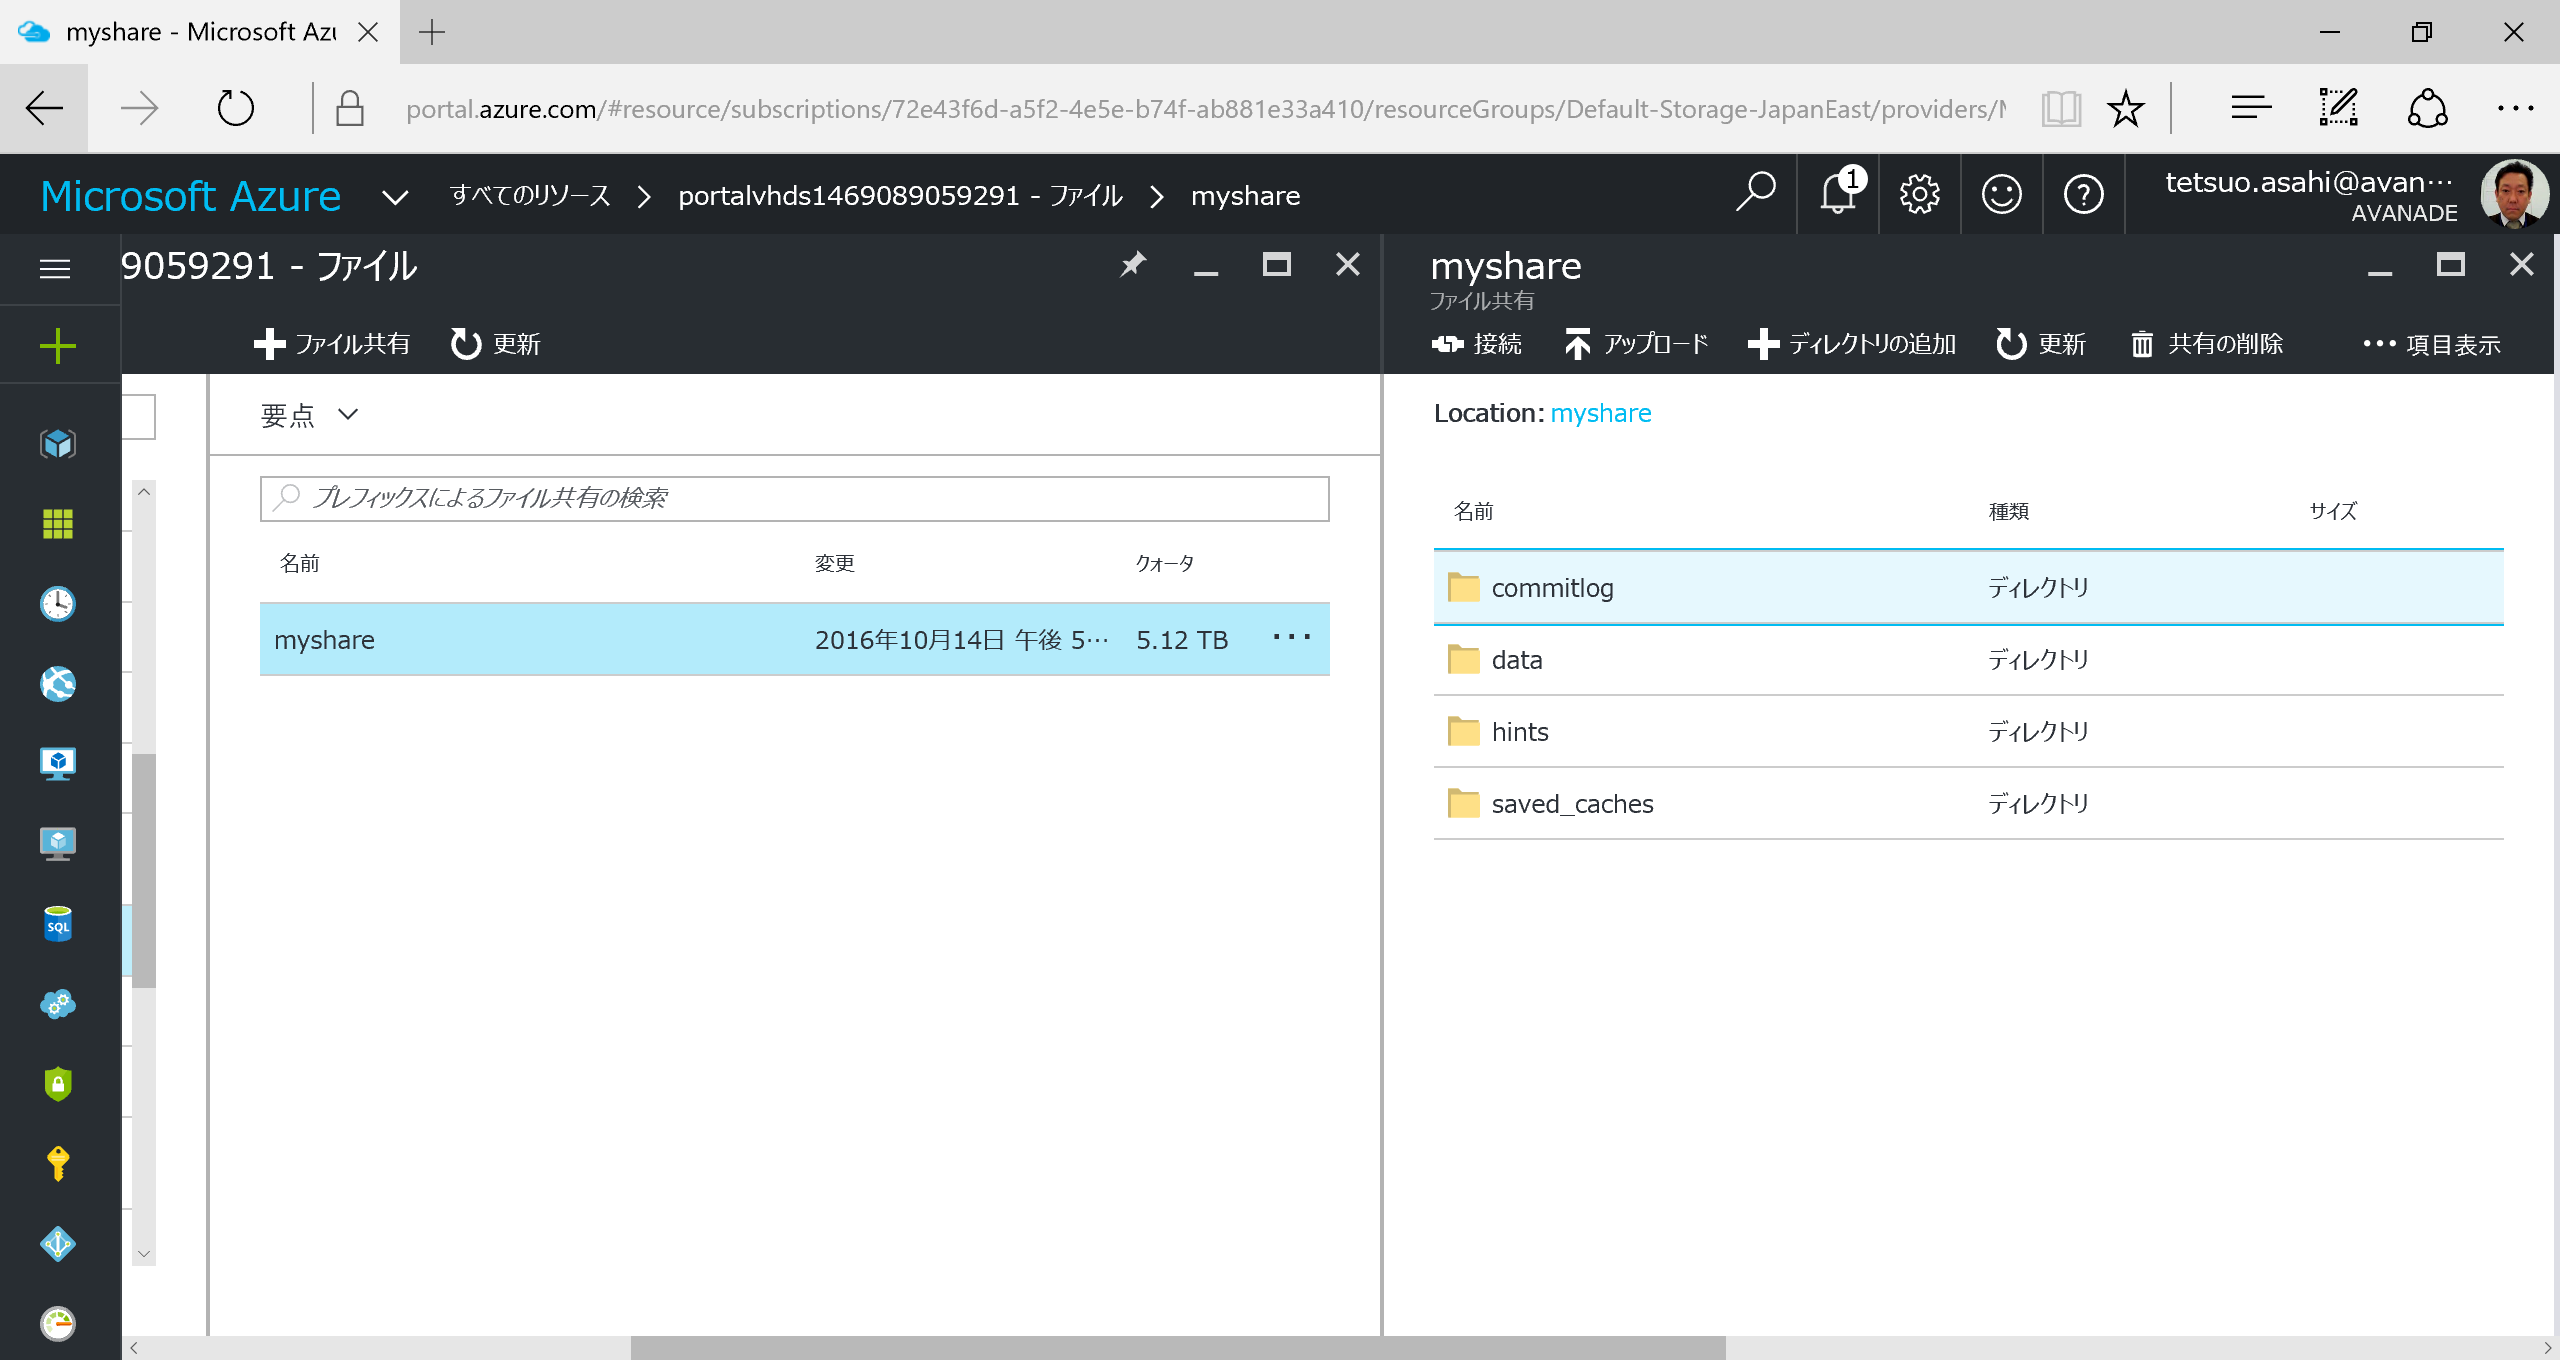 myshare - Microsoft Azu
portal.azure.com/#resource/subscriptions/72e43f6d-a5f2-4e5e-b74f-ab881e33a410/resourceGroups/Default-Storage-JapanEast/providers/M
Microsoft Azure すべてのリソース > portalvhds1469089059291 - ファイル > myshare
1
tetsuo.asahi@avan···
AVANADE
9059291 - ファイル
ファイル共有 更新
要点
プレフィックスによるファイル共有の検索
名前 変更 クォータ
myshare 2016年10月14日 午後 5··· 5.12 TB ···
myshare
ファイル共有
接続 アップロード ディレクトリの追加 更新 共有の削除 ··· 項目表示
Location: myshare
名前 種類 サイズ
commitlog ディレクトリ
data ディレクトリ
hints ディレクトリ
saved_caches ディレクトリ
SQL